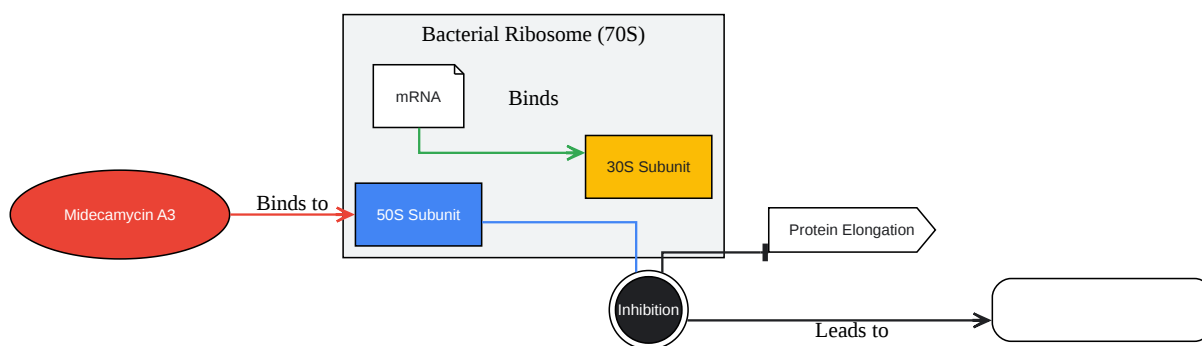 Bacterial Ribosome (70S)
mRNA
Binds
30S Subunit
Midecamycin A3
Binds to
50S Subunit
Protein Elongation
Inhibition
Leads to